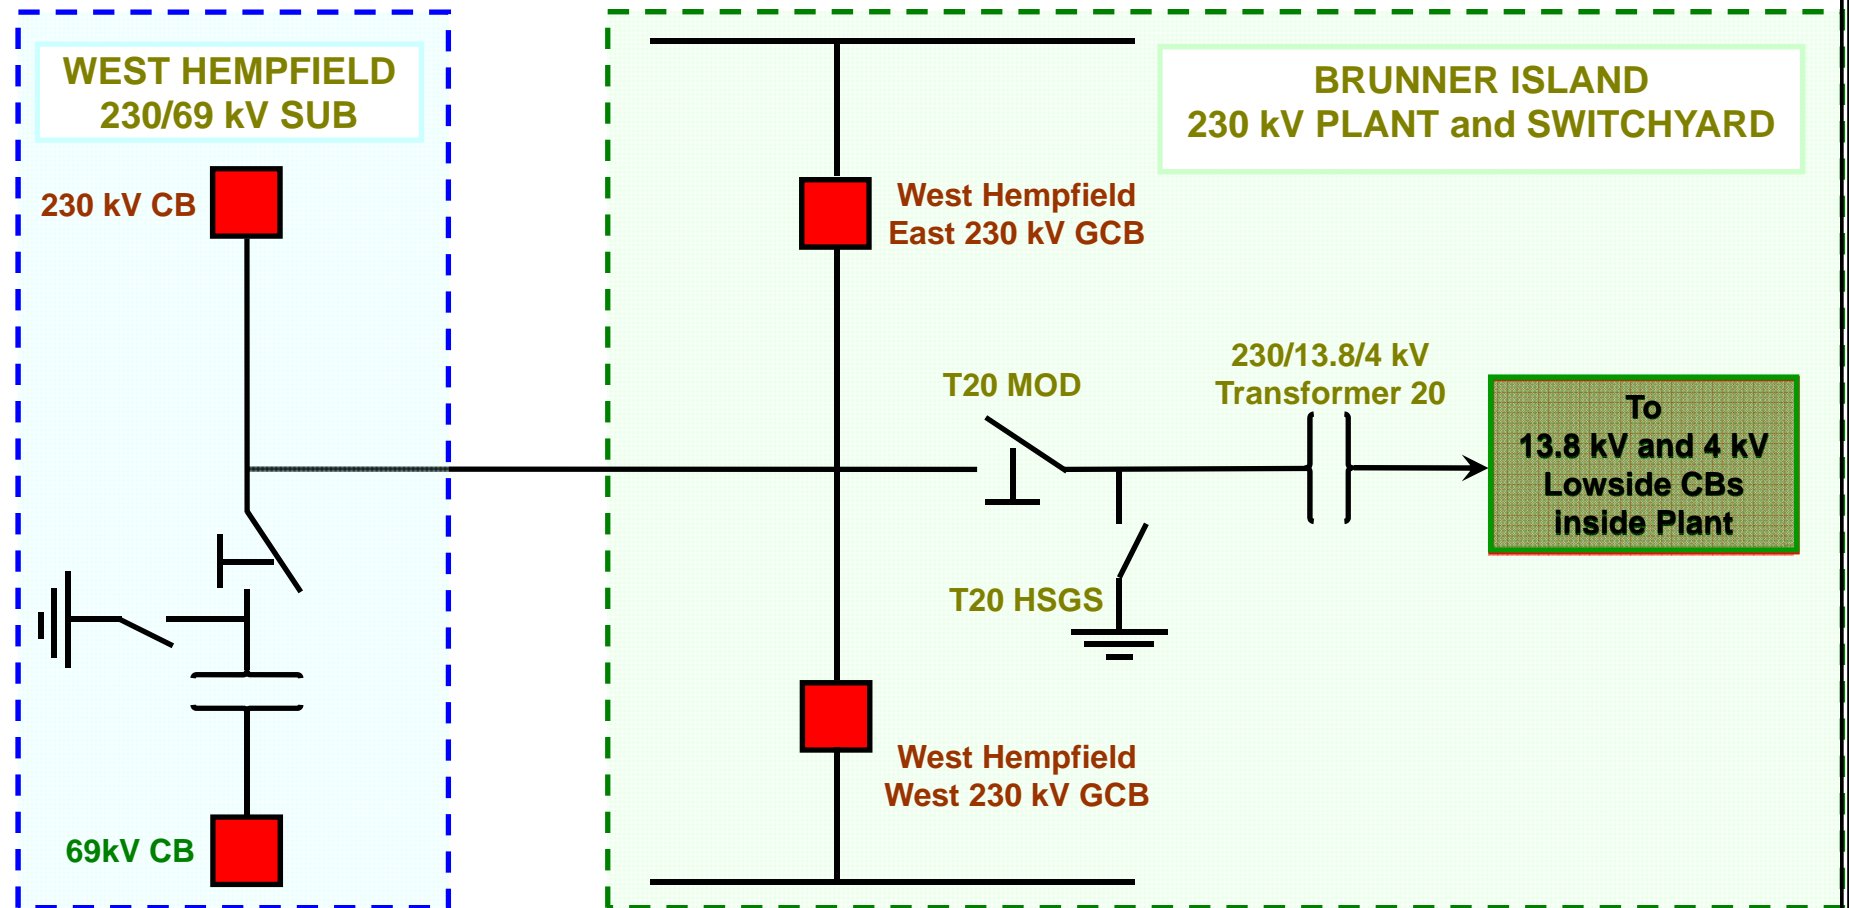 WEST HEMPFIELD
230/69 kV SUB
BRUNNER ISLAND
230 kV PLANT and SWITCHYARD
230 kV CB
West Hempfield
East 230 kV GCB
T20 MOD
230/13.8/4 kV
Transformer 20
To
13.8 kV and 4 kV
Lowside CBs
inside Plant
T20 HSGS
West Hempfield
West 230 kV GCB
69kV CB